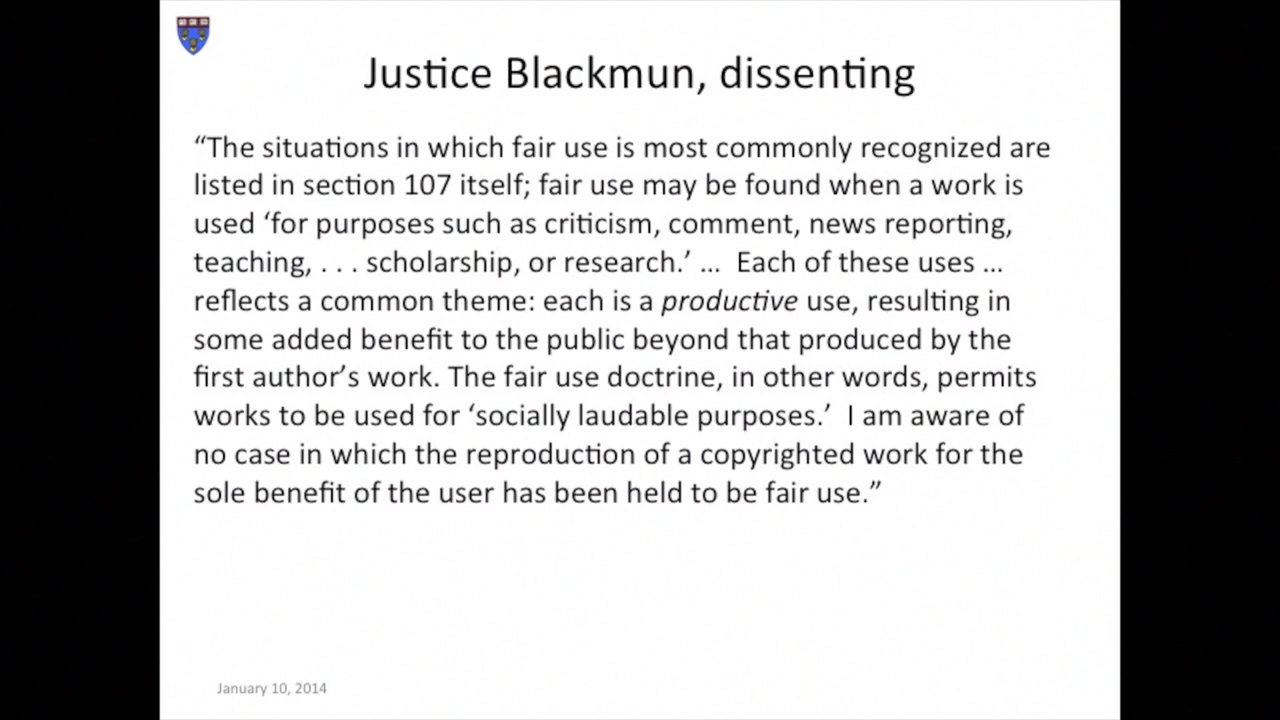 Justice Blackmun, dissenting
“The situations in which fair use is most commonly recognized are
listed in section 107 itself; fair use may be found when a work is
used ‘for purposes such as criticism, comment, news reporting,
teaching, . . . scholarship, or research.’ … Each of these uses …
reflects a common theme: each is a productive use, resulting in
some added benefit to the public beyond that produced by the
first author’s work. The fair use doctrine, in other words, permits
works to be used for ‘socially laudable purposes.’ I am aware of
no case in which the reproduction of a copyrighted work for the
sole benefit of the user has been held to be fair use.”
January 10, 2014